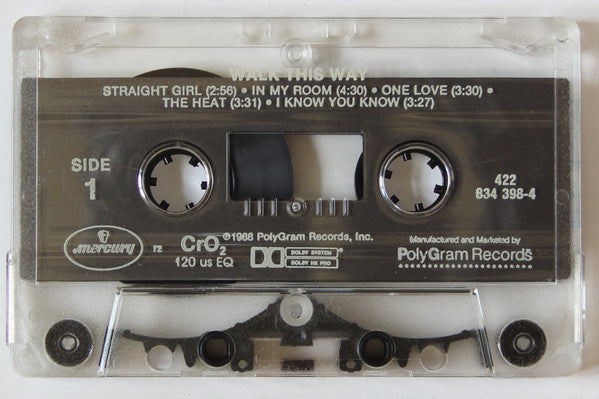 WALK THIS WAY
STRAIGHT GIRL (2:56) • IN MY ROOM (4:30) • ONE LOVE (3:30) •
THE HEAT (3:31) • I KNOW YOU KNOW (3:27)
SIDE
1
422
834 398-4
mercury
72
CrO2
120 us EQ
℗1988 PolyGram Records, Inc.
DOLBY SYSTEM
DOLBY HX PRO
Manufactured and Marketed by
PolyGram Records